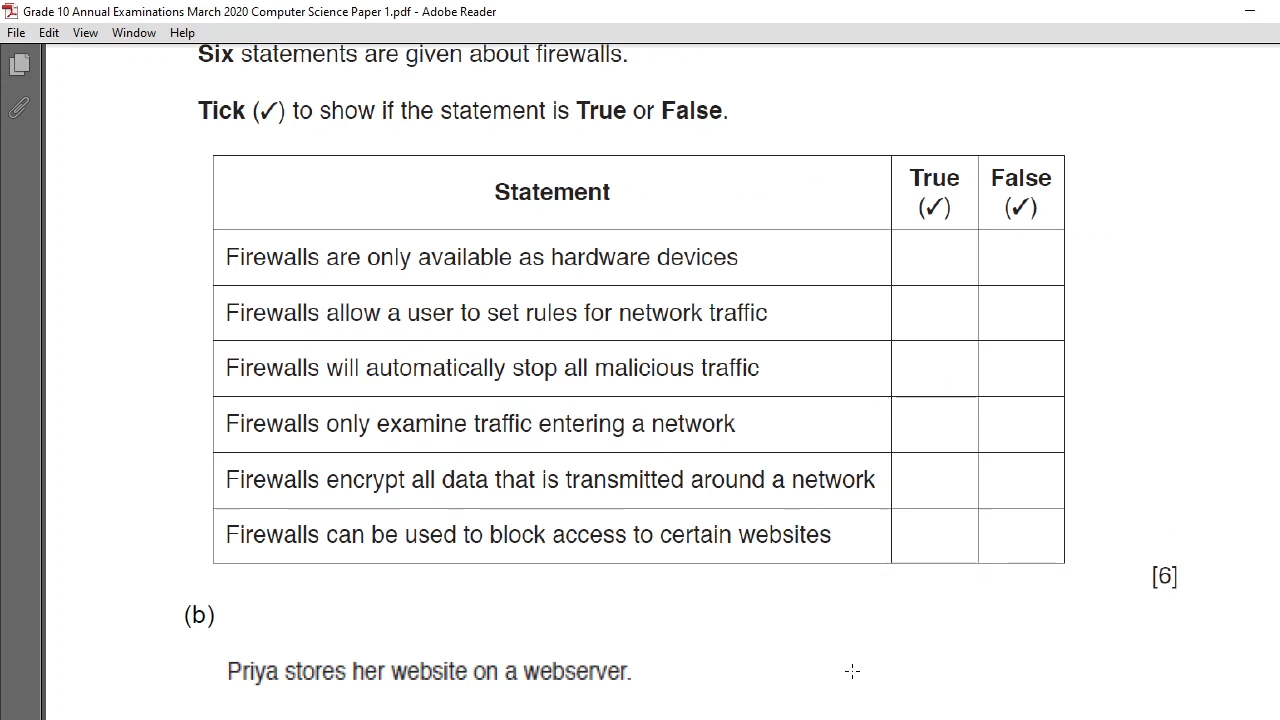 Grade 10 Annual Examinations March 2020 Computer Science Paper 1.pdf - Adobe Reader
File Edit View Window Help
Six statements are given about firewalls.
Tick (✓) to show if the statement is True or False.
Statement True (✓) False (✓)
Firewalls are only available as hardware devices
Firewalls allow a user to set rules for network traffic
Firewalls will automatically stop all malicious traffic
Firewalls only examine traffic entering a network
Firewalls encrypt all data that is transmitted around a network
Firewalls can be used to block access to certain websites
[6]
(b)
Priya stores her website on a webserver.